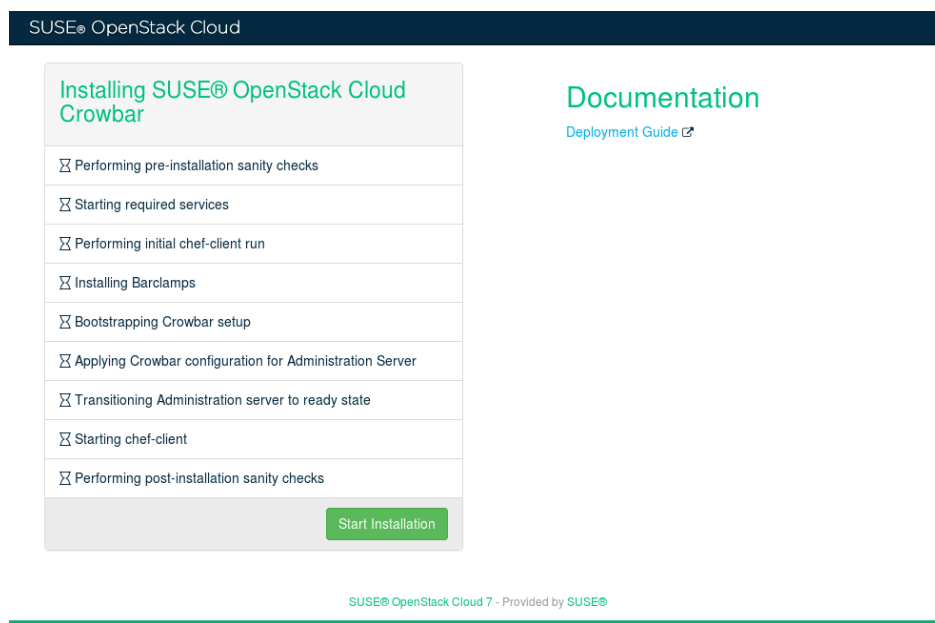 SUSE® OpenStack Cloud
Installing SUSE® OpenStack Cloud
Crowbar
Performing pre-installation sanity checks
Starting required services
Performing initial chef-client run
Installing Barclamps
Bootstrapping Crowbar setup
Applying Crowbar configuration for Administration Server
Transitioning Administration server to ready state
Starting chef-client
Performing post-installation sanity checks
Start Installation
Documentation
Deployment Guide
SUSE® OpenStack Cloud 7 - Provided by SUSE®